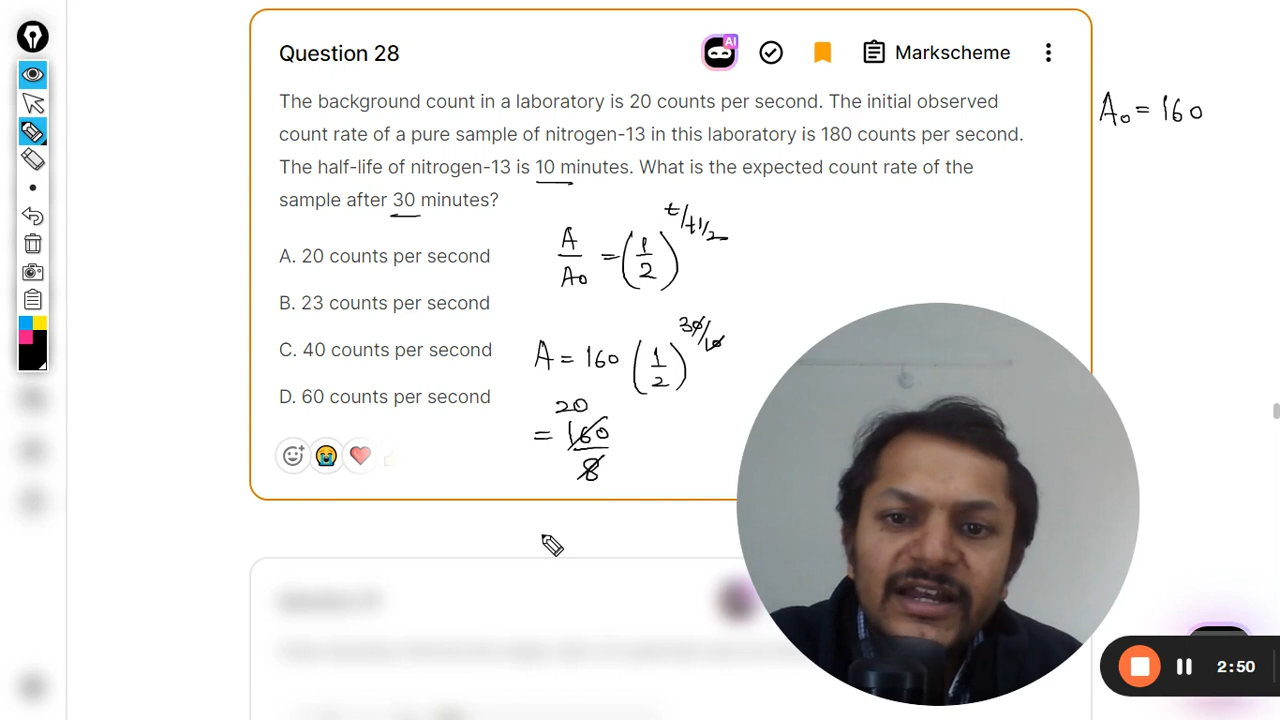 Question 28
AI
Markscheme
The background count in a laboratory is 20 counts per second. The initial observed
count rate of a pure sample of nitrogen-13 in this laboratory is 180 counts per second.
The half-life of nitrogen-13 is 10 minutes. What is the expected count rate of the
sample after 30 minutes?
A₀ = 160
A. 20 counts per second
B. 23 counts per second
C. 40 counts per second
D. 60 counts per second
A/A₀ = (1/2)^t/t1/2
A = 160 (1/2)^30/10
20
= 160/8
2:50